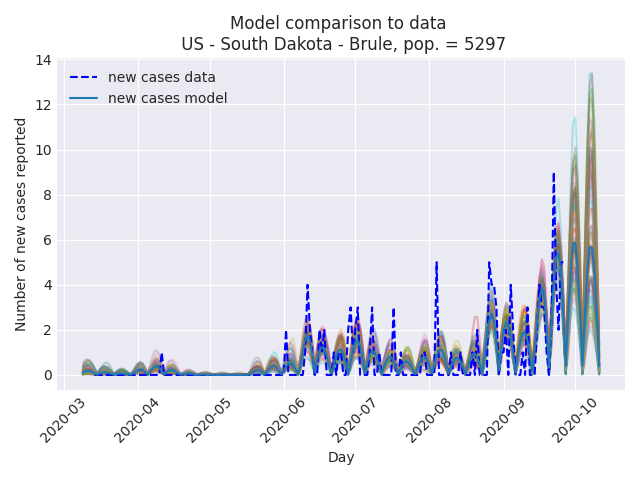 Model comparison to data
US - South Dakota - Brule, pop. = 5297
new cases data
new cases model
Number of new cases reported
14
12
10
8
6
4
2
0
2020-03
2020-04
2020-05
2020-06
2020-07
2020-08
2020-09
2020-10
Day